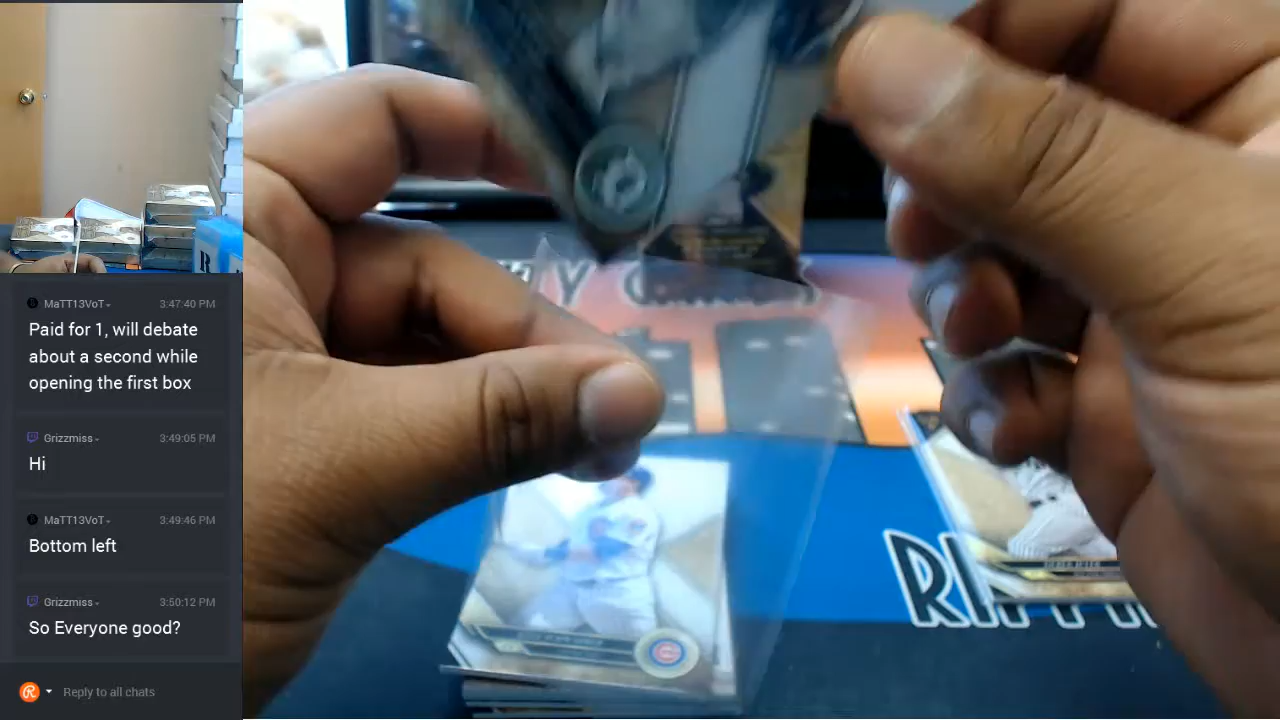 MaTT13VoT
3:47:40 PM
Paid for 1, will debate
about a second while
opening the first box
Grizzmiss
3:49:05 PM
Hi
MaTT13VoT
3:49:46 PM
Bottom left
Grizzmiss
3:50:12 PM
So Everyone good?
Reply to all chats
R